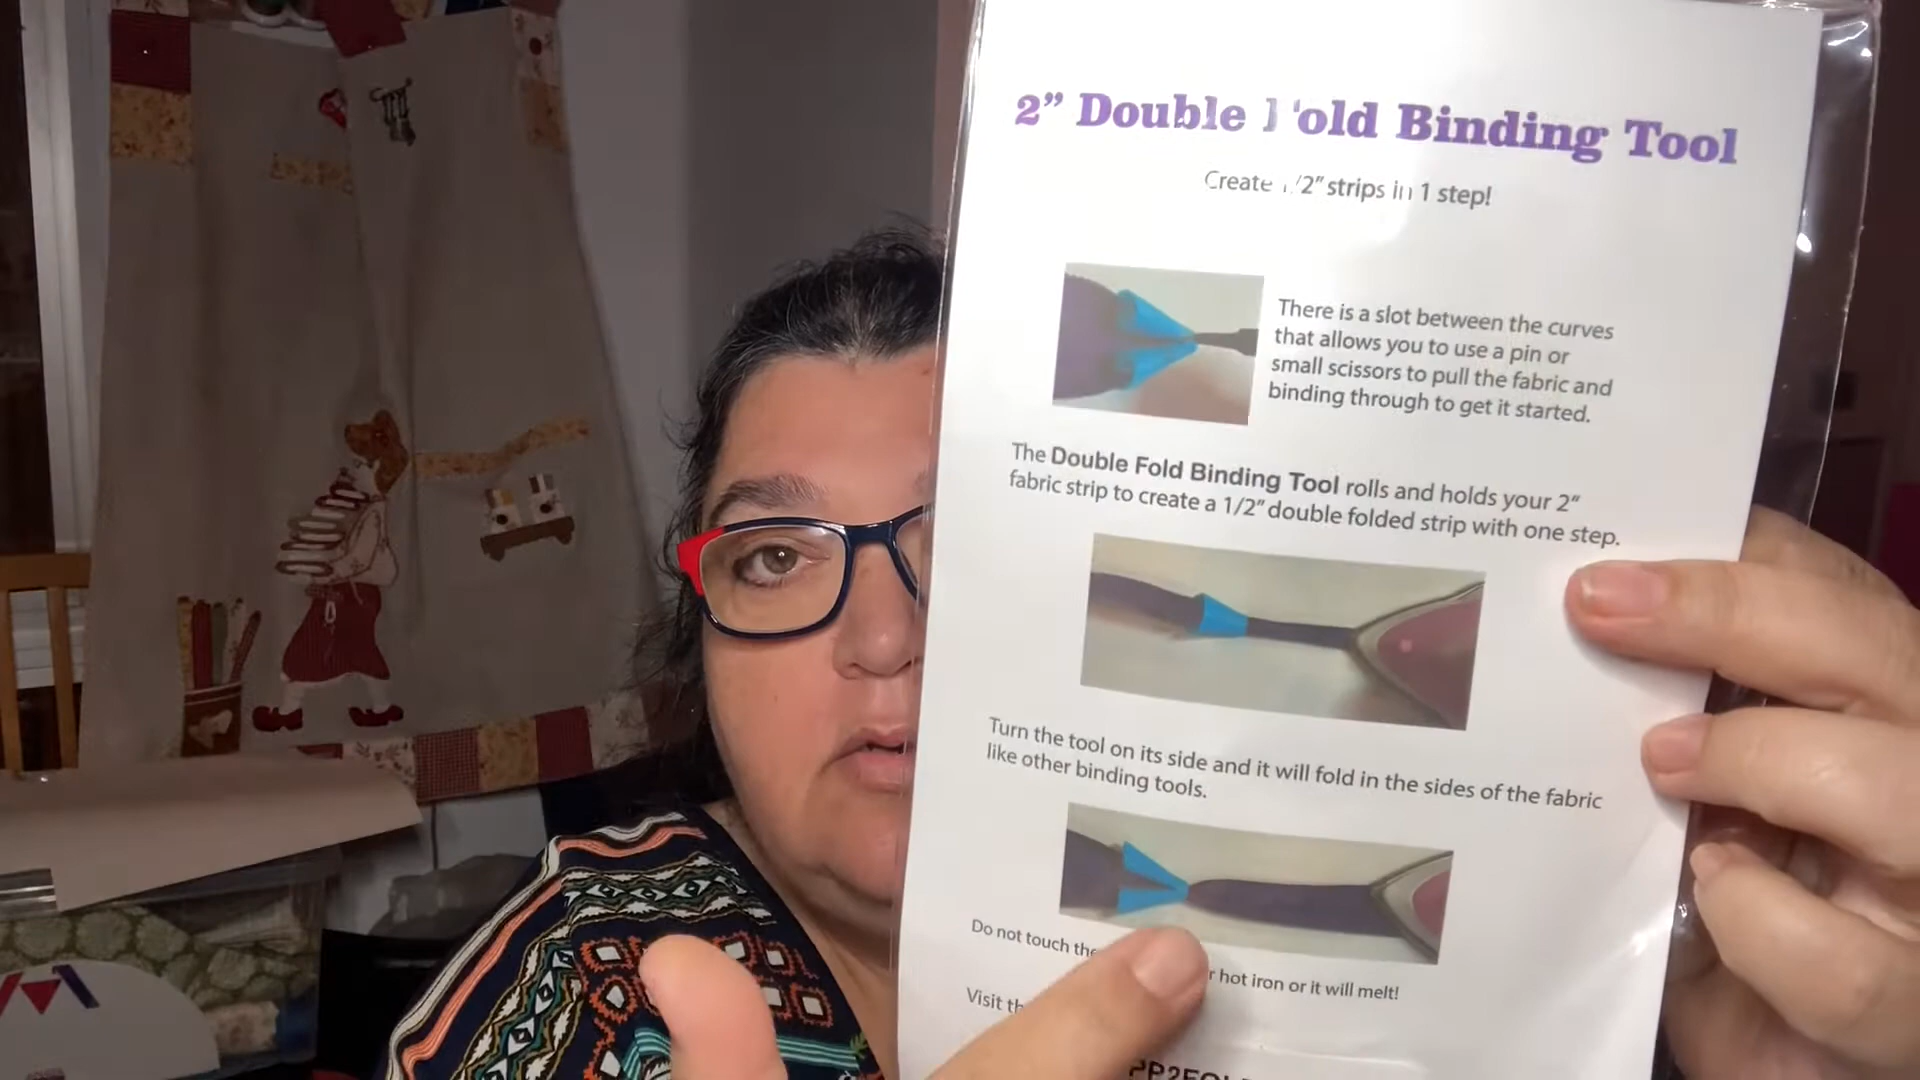 2” Double Fold Binding Tool
Create 1/2” strips in 1 step!
There is a slot between the curves
that allows you to use a pin or
small scissors to pull the fabric and
binding through to get it started.
The Double Fold Binding Tool rolls and holds your 2”
fabric strip to create a 1/2” double folded strip with one step.
Turn the tool on its side and it will fold in the sides of the fabric
like other binding tools.
Do not touch the hot iron or it will melt!
Visit